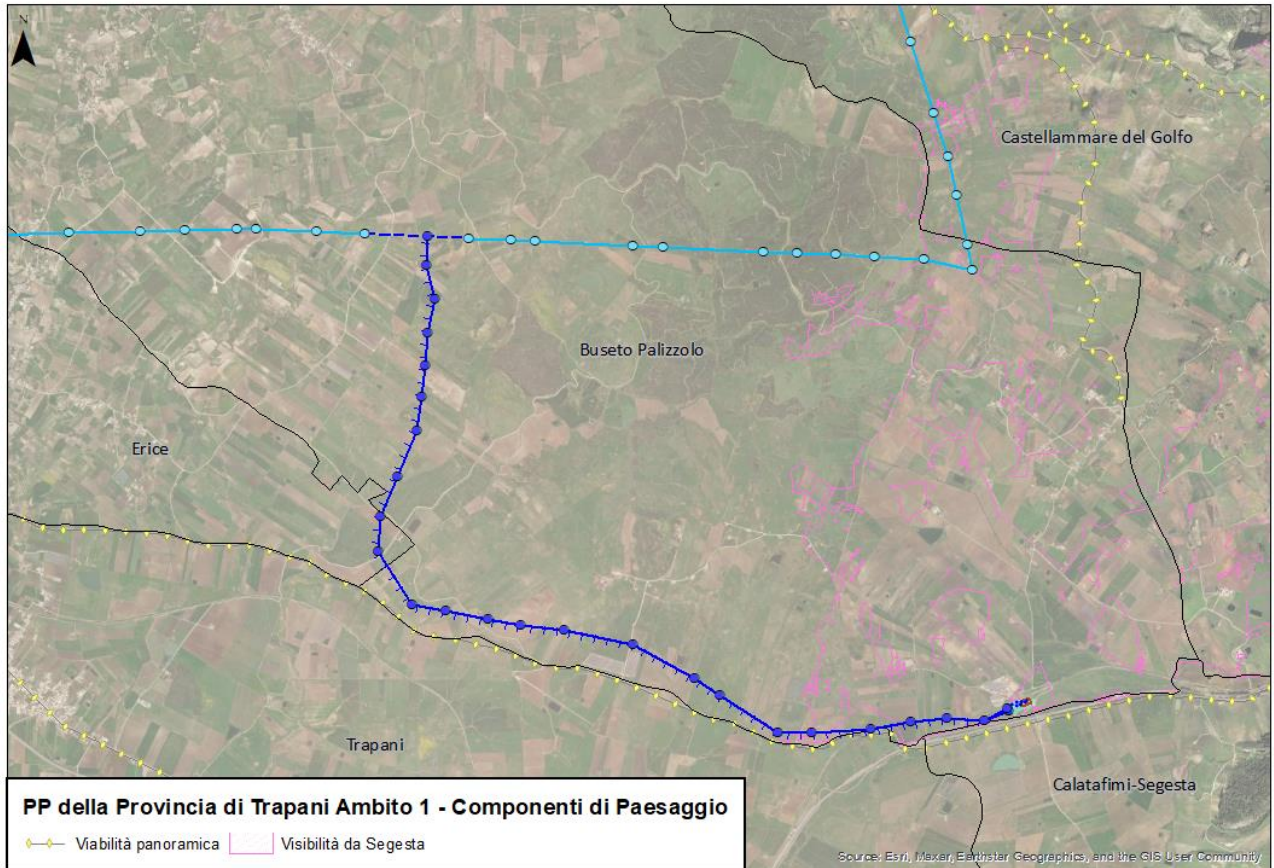 N
Castellammare del Golfo
Buseto Palizzolo
Erice
Trapani
Calatafimi-Segesta
PP della Provincia di Trapani Ambito 1 - Componenti di Paesaggio
Viabilità panoramica Visibilità da Segesta
Source: Esri, Maxar, Earthstar Geographics, and the GIS User Community